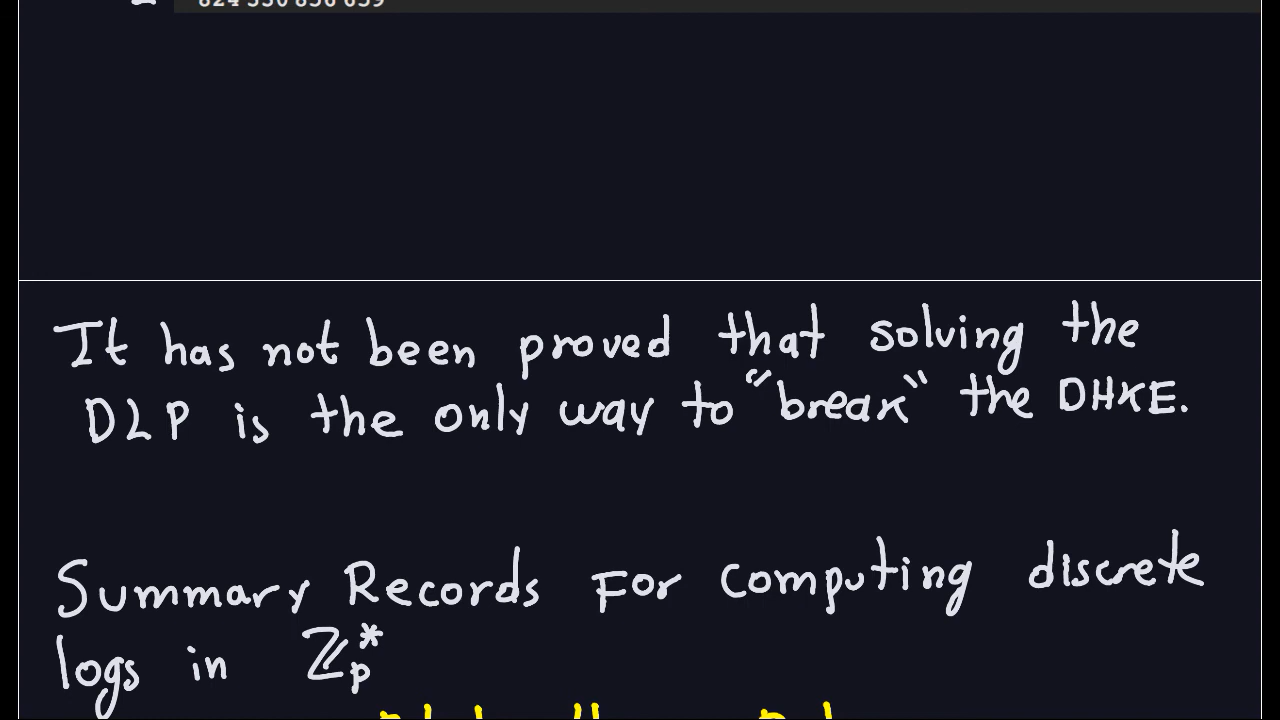 It has not been proved that solving the
DLP is the only way to "break" the DHKE.
Summary Records For computing discrete
logs in ℤₚ*